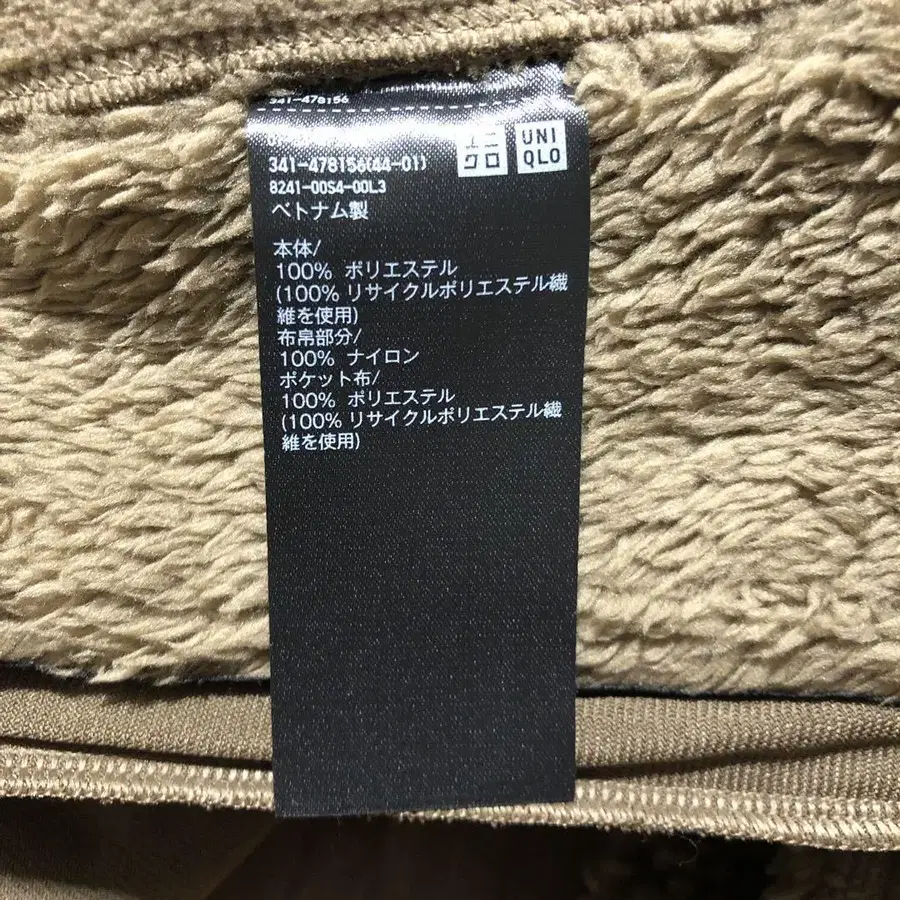 341-478156
341-478156(44-01)
ユニ
クロ
UNI
QLO
8241-00S4-00L3
ベトナム製
本体/
100% ポリエステル
(100% リサイクルポリエステル繊
維を使用)
布帛部分/
100% ナイロン
ポケット布/
100% ポリエステル
(100% リサイクルポリエステル繊
維を使用)